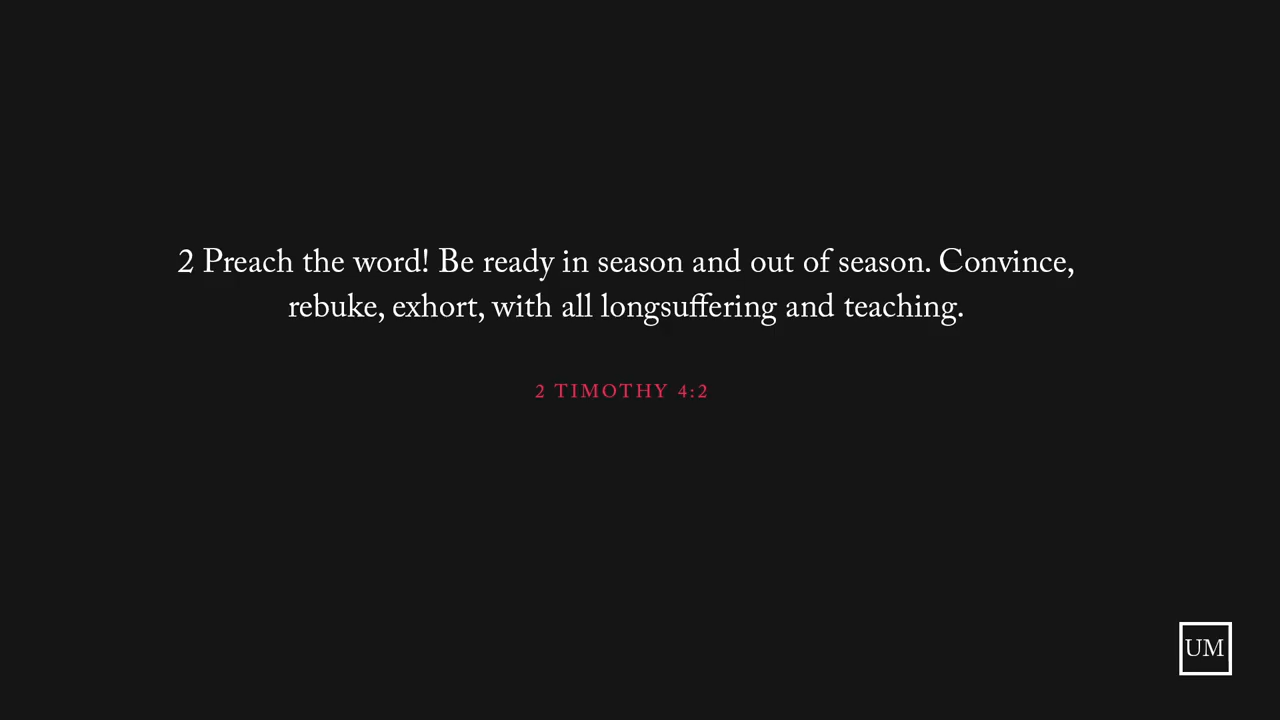 2 Preach the word! Be ready in season and out of season. Convince,
rebuke, exhort, with all longsuffering and teaching.
2 TIMOTHY 4:2
UM